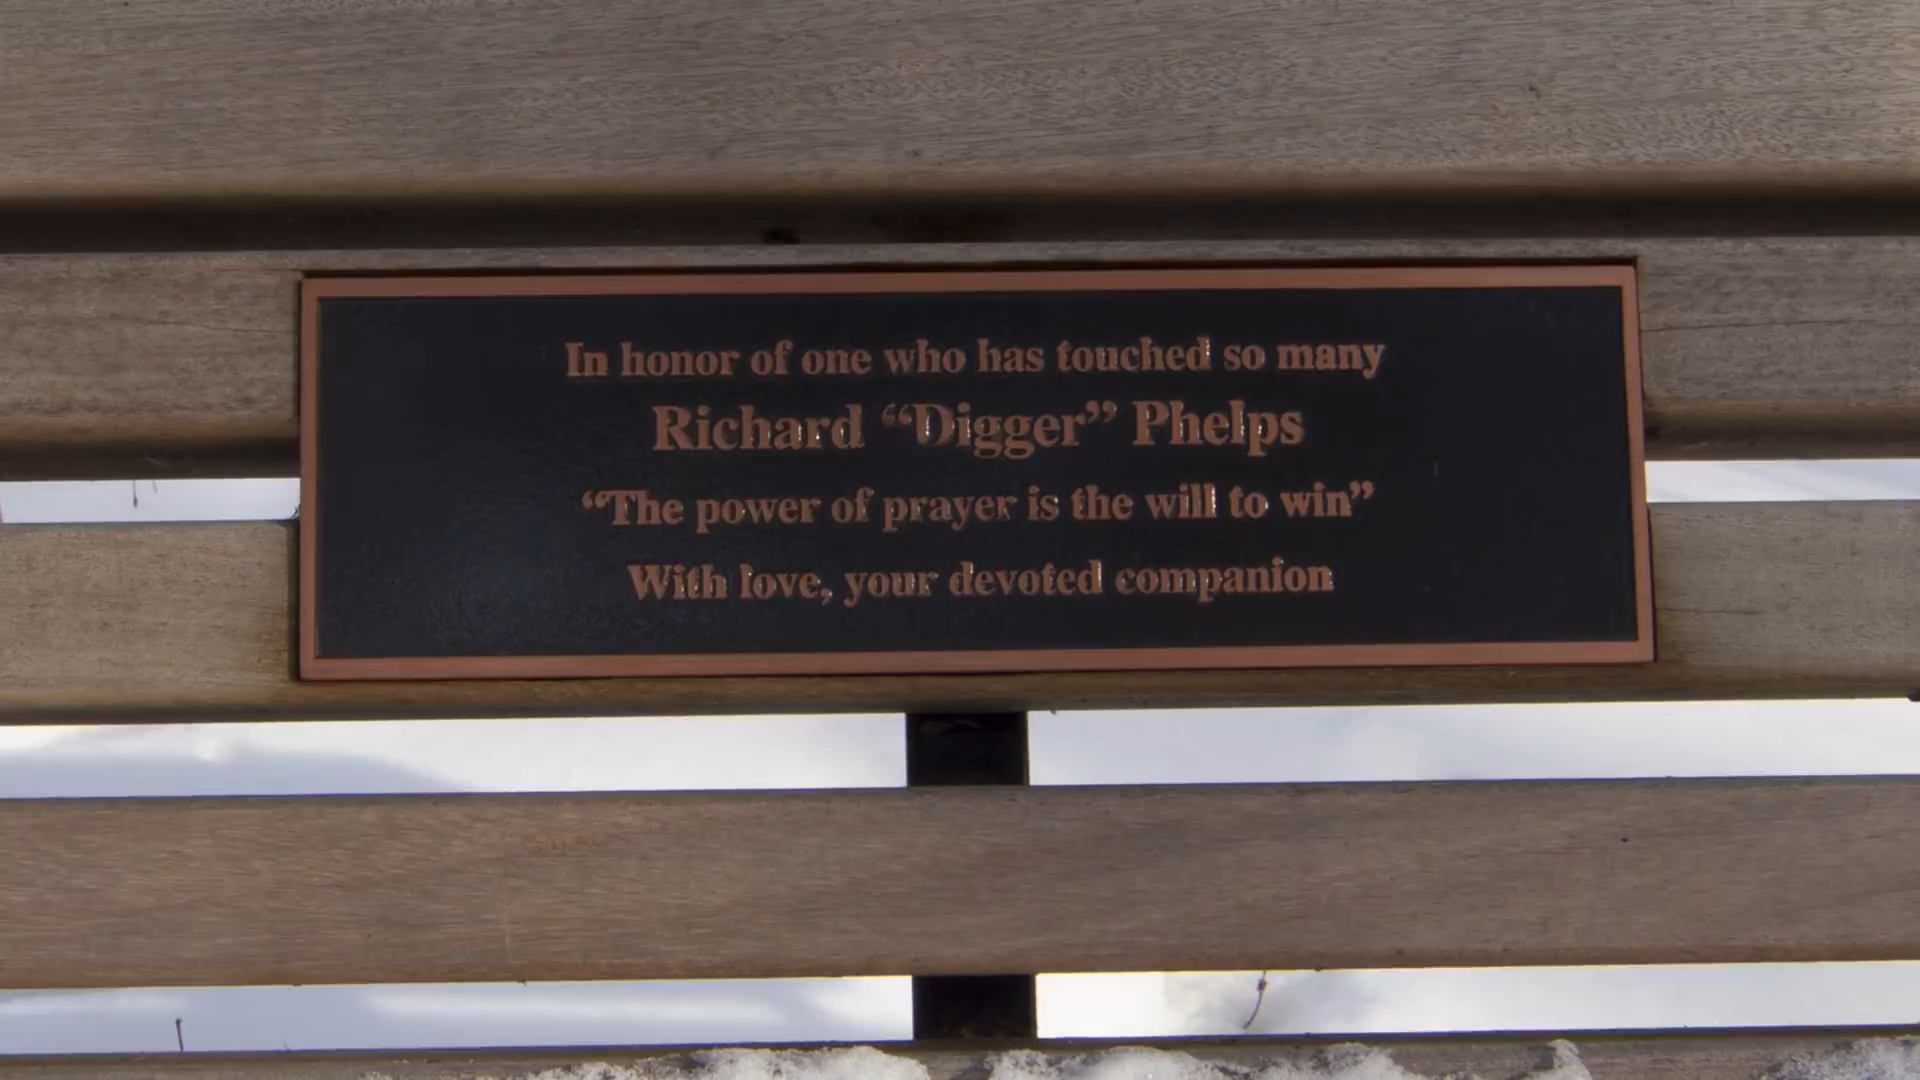 In honor of one who has touched so many
Richard “Digger” Phelps
“The power of prayer is the will to win”
With love, your devoted companion